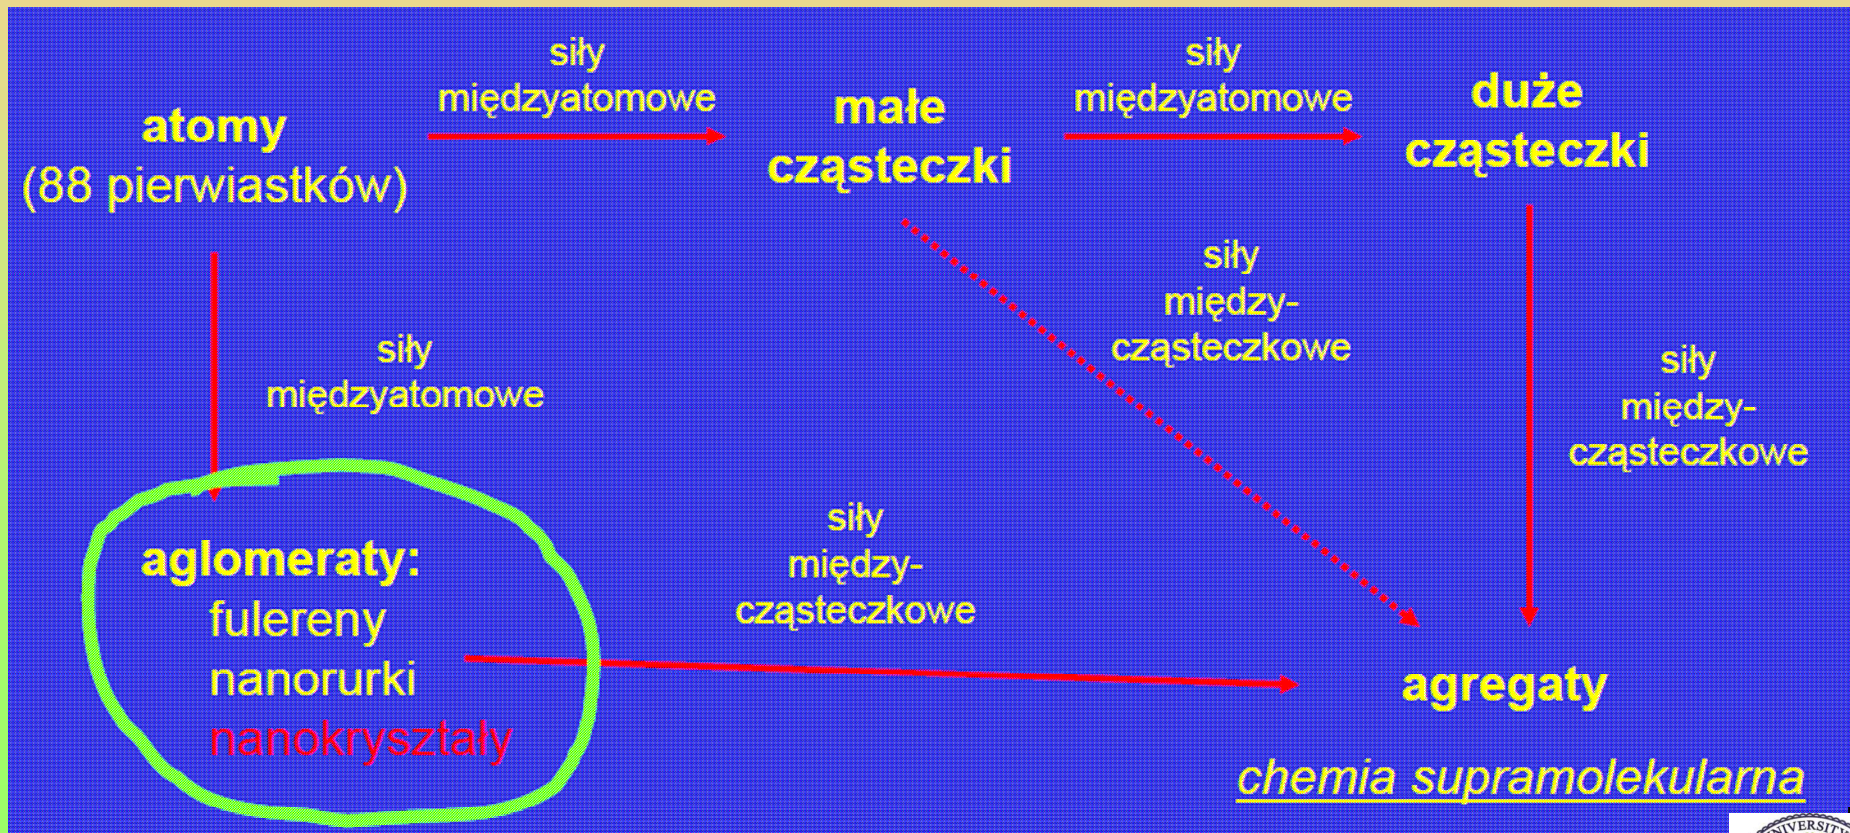 atomy
(88 pierwiastków)
siły
międzyatomowe
małe
cząsteczki
siły
międzyatomowe
duże
cząsteczki
siły
międzyatomowe
siły
między-
cząsteczkowe
siły
między-
cząsteczkowe
aglomeraty:
fulereny
nanorurki
nanokryształy
siły
między-
cząsteczkowe
agregaty
chemia supramolekularna